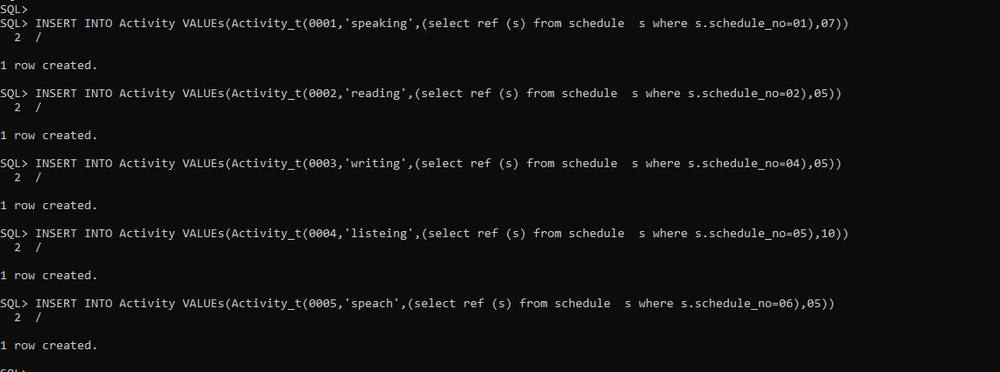 SQL>
SQL> INSERT INTO Activity VALUEs(Activity_t(0001,'speaking',(select ref (s) from schedule  s where s.schedule_no=01),07))
  2  /
1 row created.
SQL> INSERT INTO Activity VALUEs(Activity_t(0002,'reading',(select ref (s) from schedule  s where s.schedule_no=02),05))
  2  /
1 row created.
SQL> INSERT INTO Activity VALUEs(Activity_t(0003,'writing',(select ref (s) from schedule  s where s.schedule_no=04),05))
  2  /
1 row created.
SQL> INSERT INTO Activity VALUEs(Activity_t(0004,'listeing',(select ref (s) from schedule  s where s.schedule_no=05),10))
  2  /
1 row created.
SQL> INSERT INTO Activity VALUEs(Activity_t(0005,'speach',(select ref (s) from schedule  s where s.schedule_no=06),05))
  2  /
1 row created.
SQL>